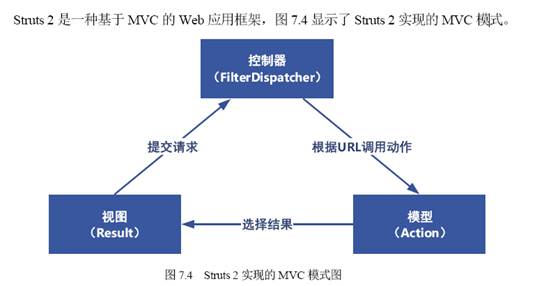 Struts 2 是一种基于 MVC 的 Web 应用框架，图 7.4 显示了 Struts 2 实现的 MVC 模式。
控制器
（FilterDispatcher）
提交请求
根据URL调用动作
视图
（Result）
选择结果
模型
（Action）
图 7.4 Struts 2 实现的 MVC 模式图